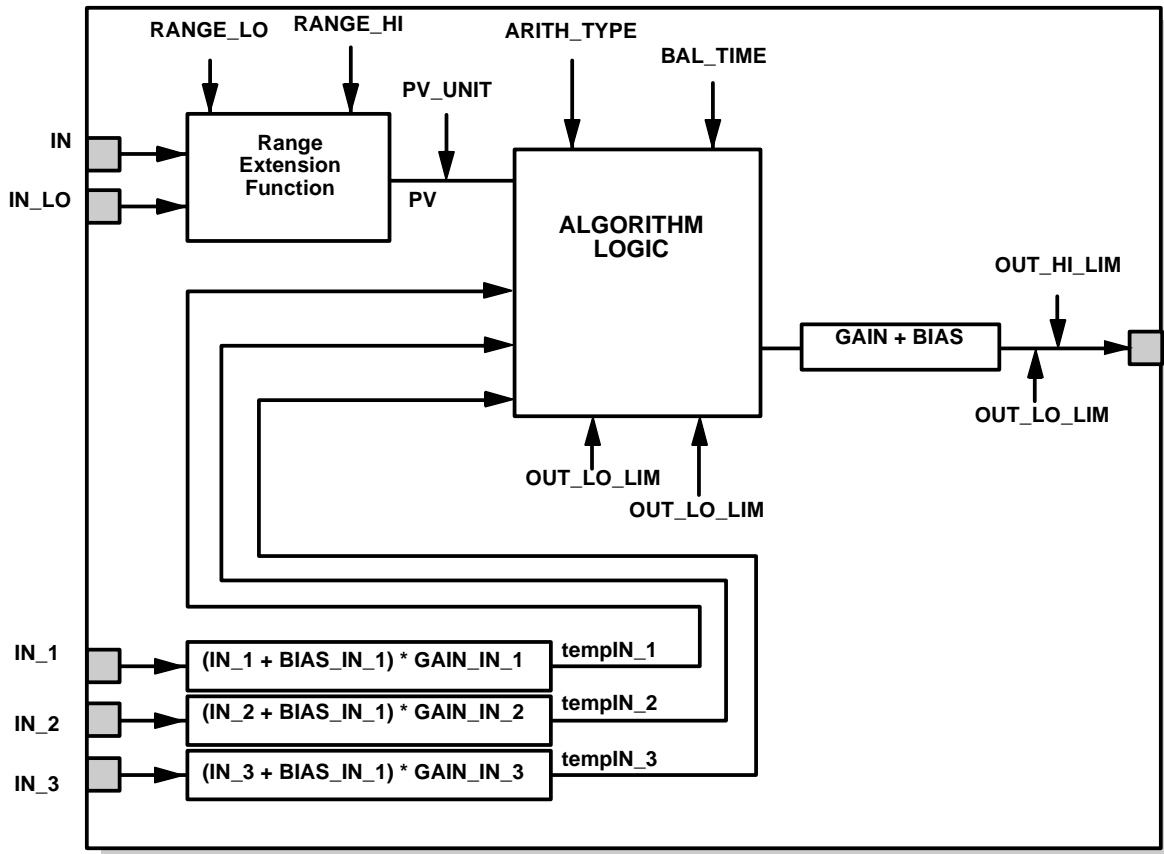 RANGE_LO
RANGE_HI
ARITH_TYPE
BAL_TIME
PV_UNIT
IN
IN_LO
Range
Extension
Function
PV
ALGORITHM
LOGIC
OUT_HI_LIM
GAIN + BIAS
OUT_LO_LIM
OUT_LO_LIM
OUT_LO_LIM
IN_1
(IN_1 + BIAS_IN_1) * GAIN_IN_1
tempIN_1
IN_2
(IN_2 + BIAS_IN_1) * GAIN_IN_2
tempIN_2
IN_3
(IN_3 + BIAS_IN_1) * GAIN_IN_3
tempIN_3